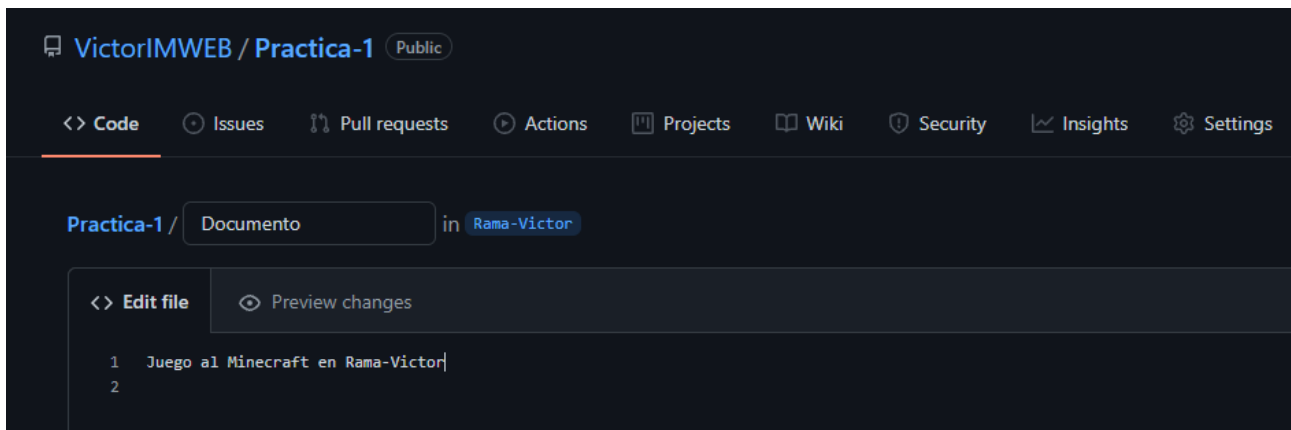 VictorIMWEB / Practica-1 Public
<> Code Issues Pull requests Actions Projects Wiki Security Insights Settings
Practica-1 / Documento in Rama-Victor
<> Edit file Preview changes
1 Juego al Minecraft en Rama-Victor
2